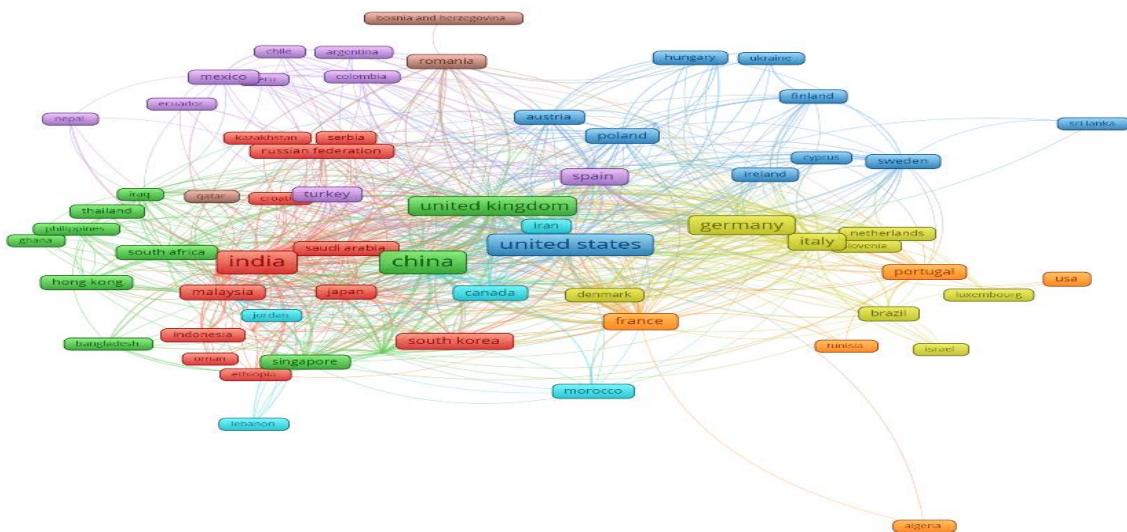 bosnia and herzegovina
romania
chile
argentina
mexico
peru
colombia
ecuador
nepal
hungary
ukraine
finland
sri lanka
austria
poland
cyprus
sweden
ireland
spain
kazakhstan
serbia
russian federation
iraq
qatar
croatia
turkey
thailand
philippines
ghana
united kingdom
iran
germany
netherlands
slovenia
italy
united states
south africa
saudi arabia
india
china
hong kong
malaysia
japan
canada
denmark
portugal
usa
luxembourg
jordan
france
brazil
indonesia
south korea
bangladesh
tunisia
israel
oman
singapore
ethiopia
morocco
lebanon
algeria